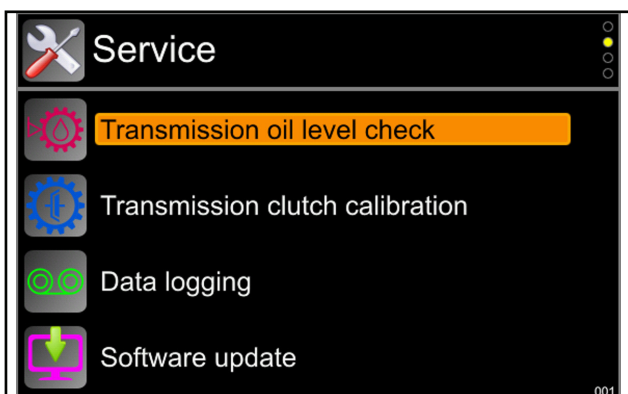 Service
Transmission oil level check
Transmission clutch calibration
Data logging
Software update
001